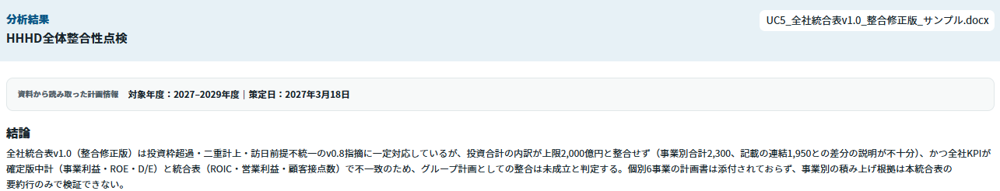 分析結果
UC5_全社統合表v1.0_整合修正版_サンプル.docx
HHHD全体整合性点検
資料から読み取った計画情報 対象年度：2027–2029年度｜策定日：2027年3月18日
結論
全社統合表v1.0（整合修正版）は投資枠超過・二重計上・訪日前提不統一のv0.8指摘に一定対応しているが、投資合計の内訳が上限2,000億円と整合せず（事業別合計2,300、記載の連結1,950との差分の説明が不十分）、かつ全社KPIが
確定版中計（事業利益・ROE・D/E）と統合表（ROIC・営業利益・顧客接点数）で不一致のため、グループ計画としての整合は未成立と判定する。個別6事業の計画書は添付されておらず、事業別の積み上げ根拠は本統合表の
要約行のみで検証できない。